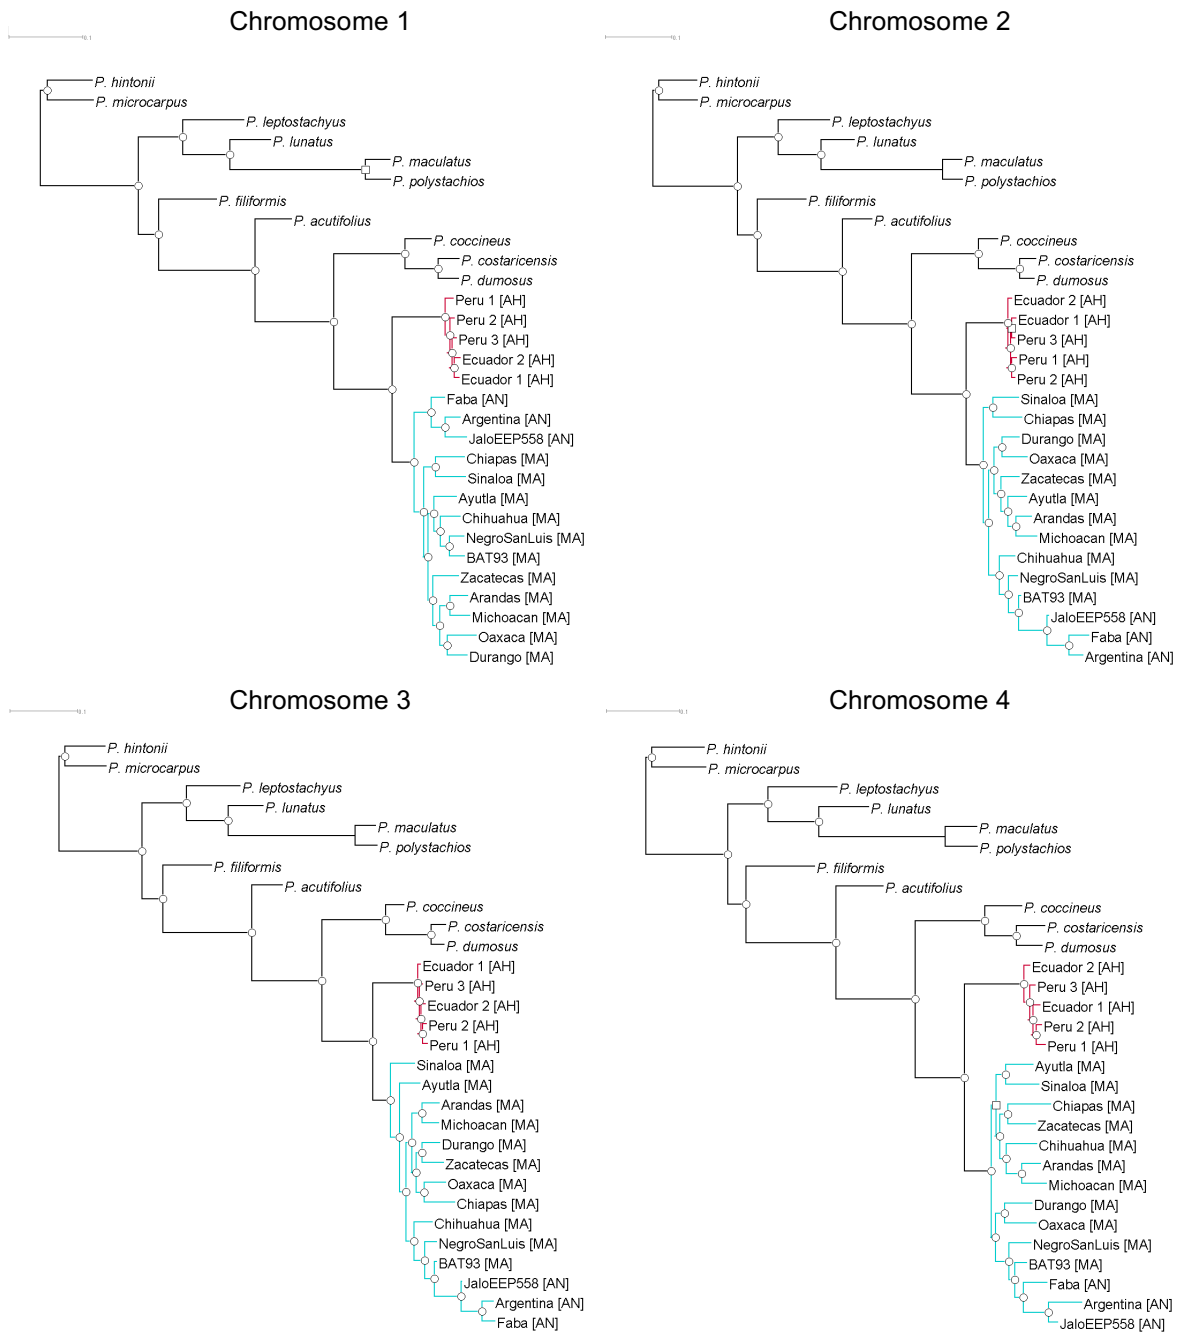 Chromosome 1
0.1
P. hintonii
P. microcarpus
P. leptostachyus
P. lunatus
P. maculatus
P. polystachios
P. filiformis
P. acutifolius
P. coccineus
P. costaricensis
P. dumosus
Peru 1 [AH]
Peru 2 [AH]
Peru 3 [AH]
Ecuador 2 [AH]
Ecuador 1 [AH]
Faba [AN]
Argentina [AN]
JaloEEP558 [AN]
Chiapas [MA]
Sinaloa [MA]
Ayutla [MA]
Chihuahua [MA]
NegroSanLuis [MA]
BAT93 [MA]
Zacatecas [MA]
Arandas [MA]
Michoacan [MA]
Oaxaca [MA]
Durango [MA]
Chromosome 2
0.1
P. hintonii
P. microcarpus
P. leptostachyus
P. lunatus
P. maculatus
P. polystachios
P. filiformis
P. acutifolius
P. coccineus
P. costaricensis
P. dumosus
Ecuador 2 [AH]
Ecuador 1 [AH]
Peru 3 [AH]
Peru 1 [AH]
Peru 2 [AH]
Sinaloa [MA]
Chiapas [MA]
Durango [MA]
Oaxaca [MA]
Zacatecas [MA]
Ayutla [MA]
Arandas [MA]
Michoacan [MA]
Chihuahua [MA]
NegroSanLuis [MA]
BAT93 [MA]
JaloEEP558 [AN]
Faba [AN]
Argentina [AN]
Chromosome 3
0.1
P. hintonii
P. microcarpus
P. leptostachyus
P. lunatus
P. maculatus
P. polystachios
P. filiformis
P. acutifolius
P. coccineus
P. costaricensis
P. dumosus
Ecuador 1 [AH]
Peru 3 [AH]
Ecuador 2 [AH]
Peru 2 [AH]
Peru 1 [AH]
Sinaloa [MA]
Ayutla [MA]
Arandas [MA]
Michoacan [MA]
Durango [MA]
Zacatecas [MA]
Oaxaca [MA]
Chiapas [MA]
Chihuahua [MA]
NegroSanLuis [MA]
BAT93 [MA]
JaloEEP558 [AN]
Argentina [AN]
Faba [AN]
Chromosome 4
0.1
P. hintonii
P. microcarpus
P. leptostachyus
P. lunatus
P. maculatus
P. polystachios
P. filiformis
P. acutifolius
P. coccineus
P. costaricensis
P. dumosus
Ecuador 2 [AH]
Peru 3 [AH]
Ecuador 1 [AH]
Peru 2 [AH]
Peru 1 [AH]
Ayutla [MA]
Sinaloa [MA]
Chiapas [MA]
Zacatecas [MA]
Chihuahua [MA]
Arandas [MA]
Michoacan [MA]
Durango [MA]
Oaxaca [MA]
NegroSanLuis [MA]
BAT93 [MA]
Faba [AN]
Argentina [AN]
JaloEEP558 [AN]